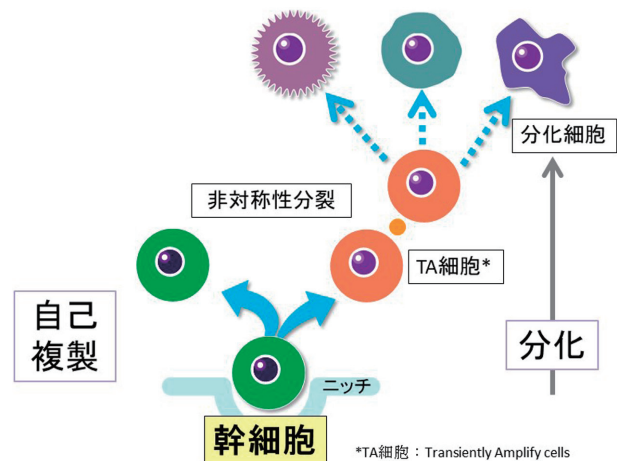 分化細胞
非対称性分裂
TA細胞*
自己
複製
分化
ニッチ
幹細胞
*TA細胞：Transiently Amplify cells